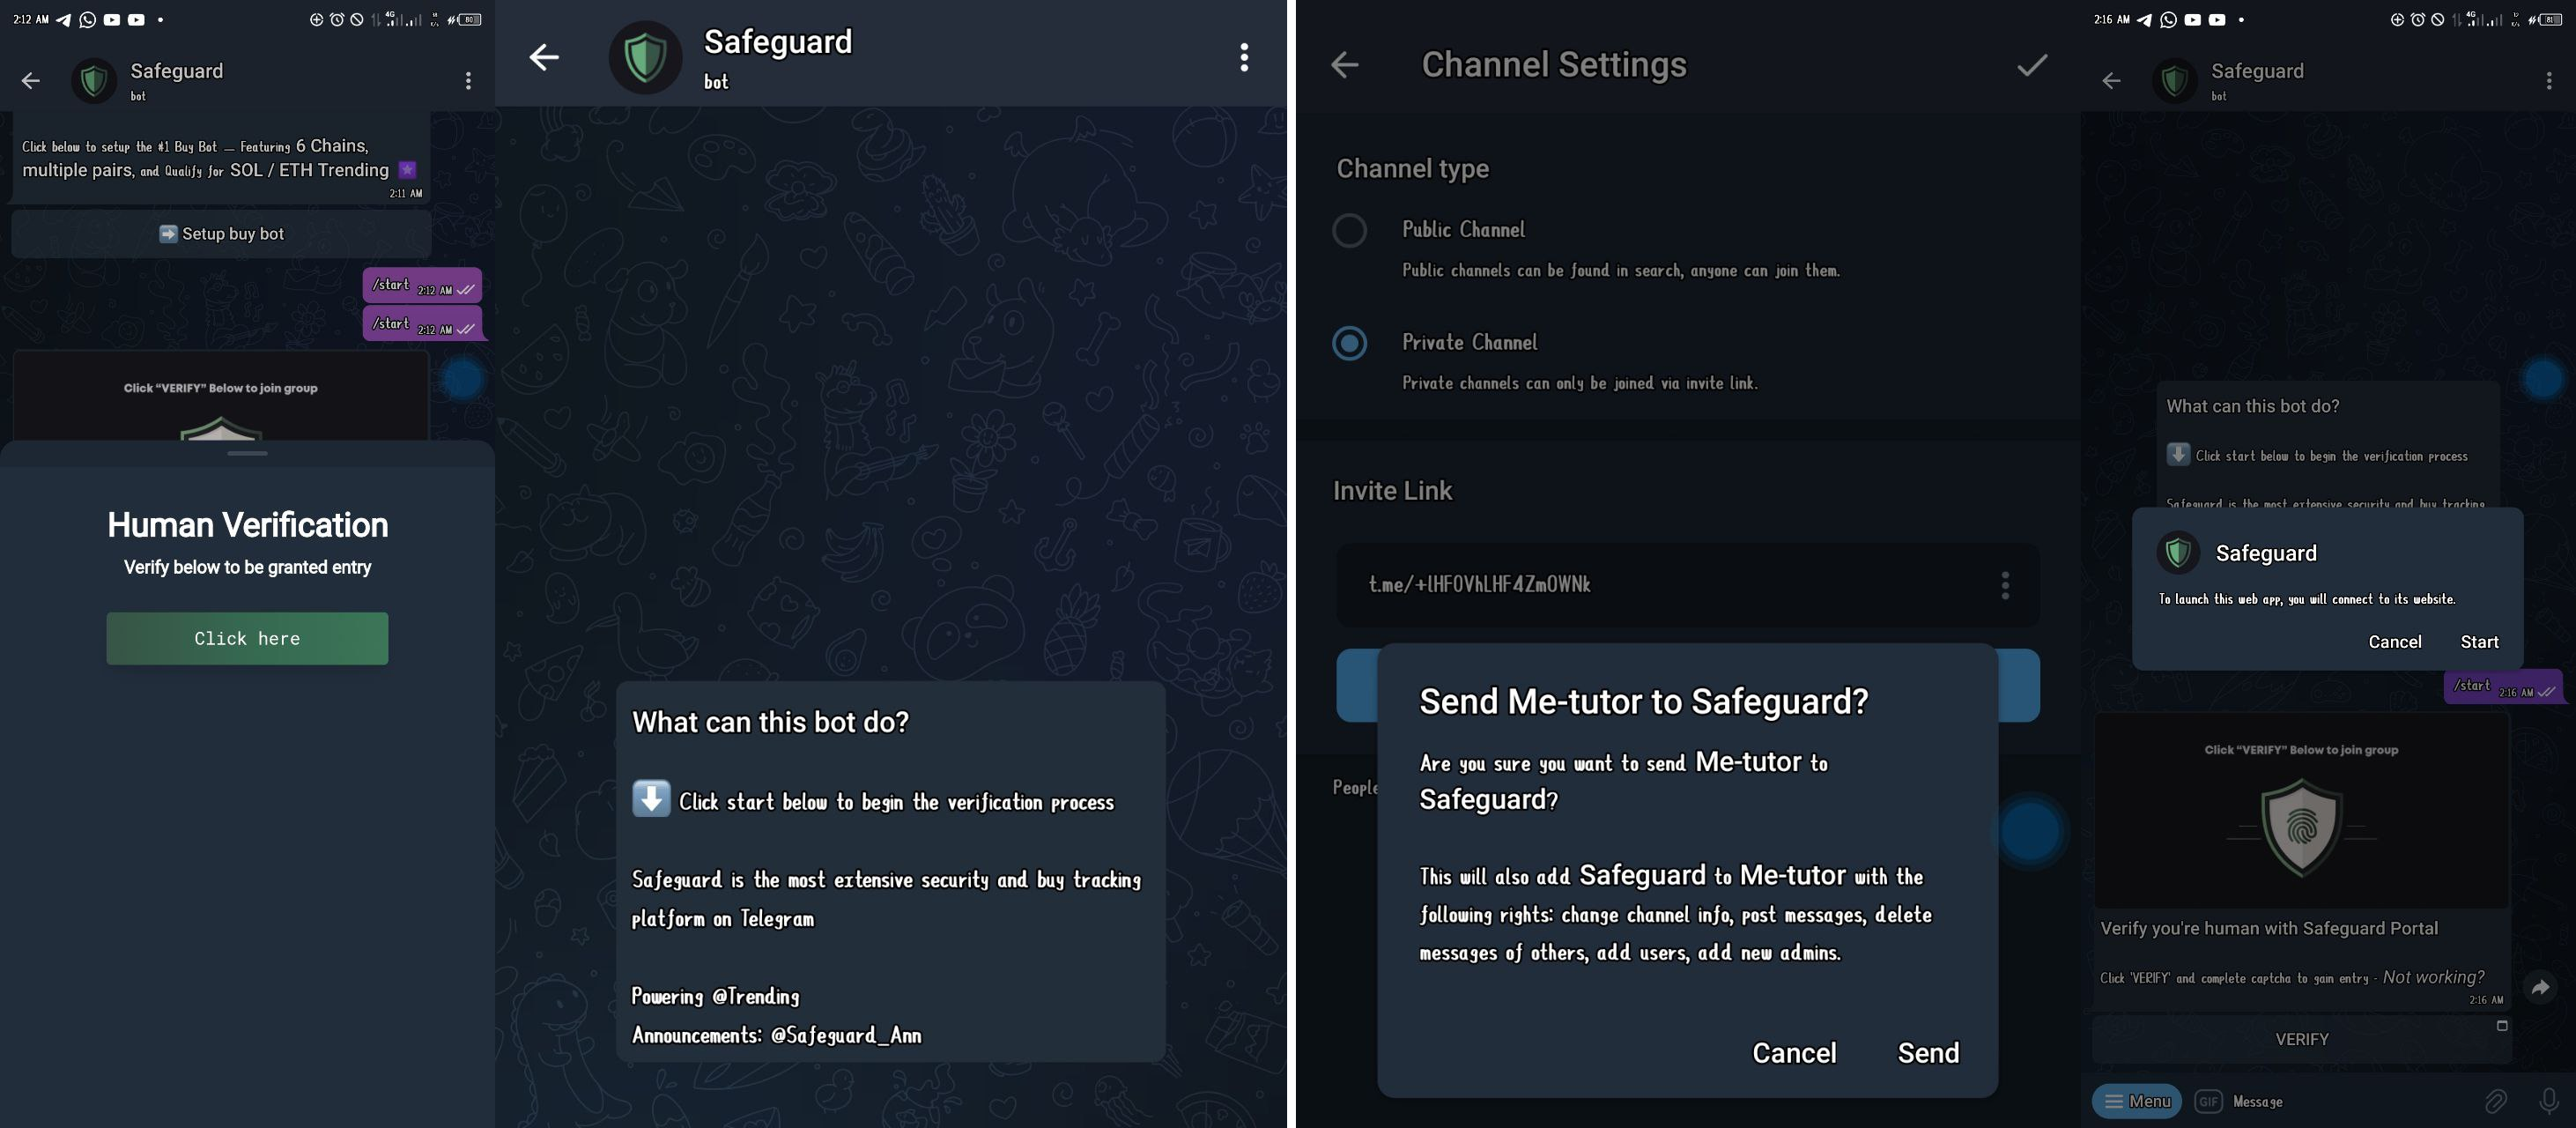 2:12 AM
4G
80
Safeguard
bot
Click below to setup the #1 Buy Bot — Featuring 6 Chains,
multiple pairs, and Qualify for SOL / ETH Trending
2:11 AM
Setup buy bot
/start 2:12 AM
/start 2:12 AM
Click “VERIFY” Below to join group
Human Verification
Verify below to be granted entry
Click here
Safeguard
bot
What can this bot do?
Click start below to begin the verification process
Safeguard is the most extensive security and buy tracking
platform on Telegram
Powering @Trending
Announcements: @Safeguard_Ann
Channel Settings
Channel type
Public Channel
Public channels can be found in search, anyone can join them.
Private Channel
Private channels can only be joined via invite link.
Invite Link
t.me/+lHF0VhLHF4Zm0WNk
People
Send Me-tutor to Safeguard?
Are you sure you want to send Me-tutor to
Safeguard?
This will also add Safeguard to Me-tutor with the
following rights: change channel info, post messages, delete
messages of others, add users, add new admins.
Cancel Send
2:16 AM
4G
81
Safeguard
bot
What can this bot do?
Click start below to begin the verification process
Safeguard is the most extensive security and buy tracking
Safeguard
To launch this web app, you will connect to its website.
Cancel Start
/start 2:16 AM
Click “VERIFY” Below to join group
Verify you're human with Safeguard Portal
Click 'VERIFY' and complete captcha to gain entry - Not working?
2:16 AM
VERIFY
Menu GIF Message